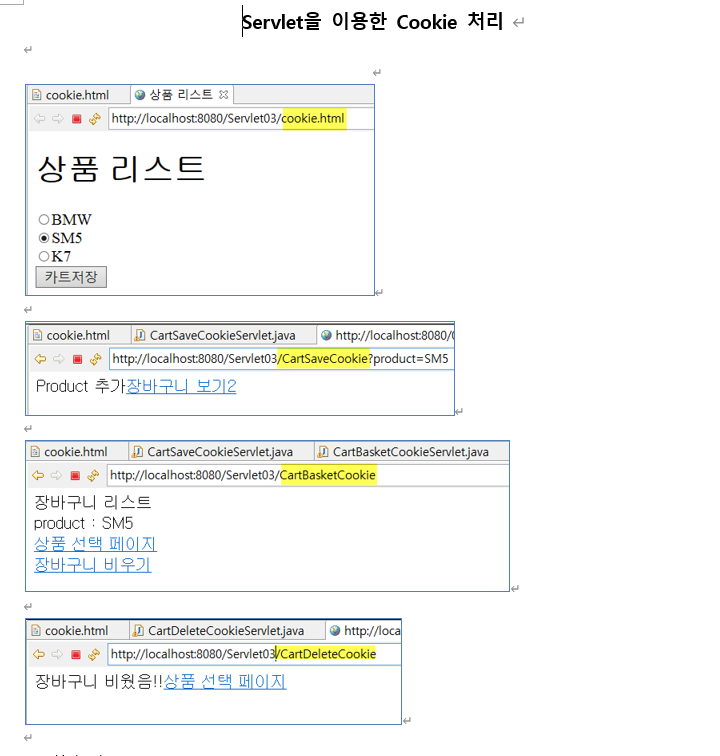 Servlet을 이용한 Cookie 처리
cookie.html 상품 리스트
http://localhost:8080/Servlet03/cookie.html
상품 리스트
BMW
SM5
K7
카트저장
cookie.html CartSaveCookieServlet.java http://localhost:8080/
http://localhost:8080/Servlet03/CartSaveCookie?product=SM5
Product 추가장바구니 보기2
cookie.html CartSaveCookieServlet.java CartBasketCookieServlet.java
http://localhost:8080/Servlet03/CartBasketCookie
장바구니 리스트
product : SM5
상품 선택 페이지
장바구니 비우기
cookie.html CartDeleteCookieServlet.java http://loca
http://localhost:8080/Servlet03/CartDeleteCookie
장바구니 비웠음!!상품 선택 페이지